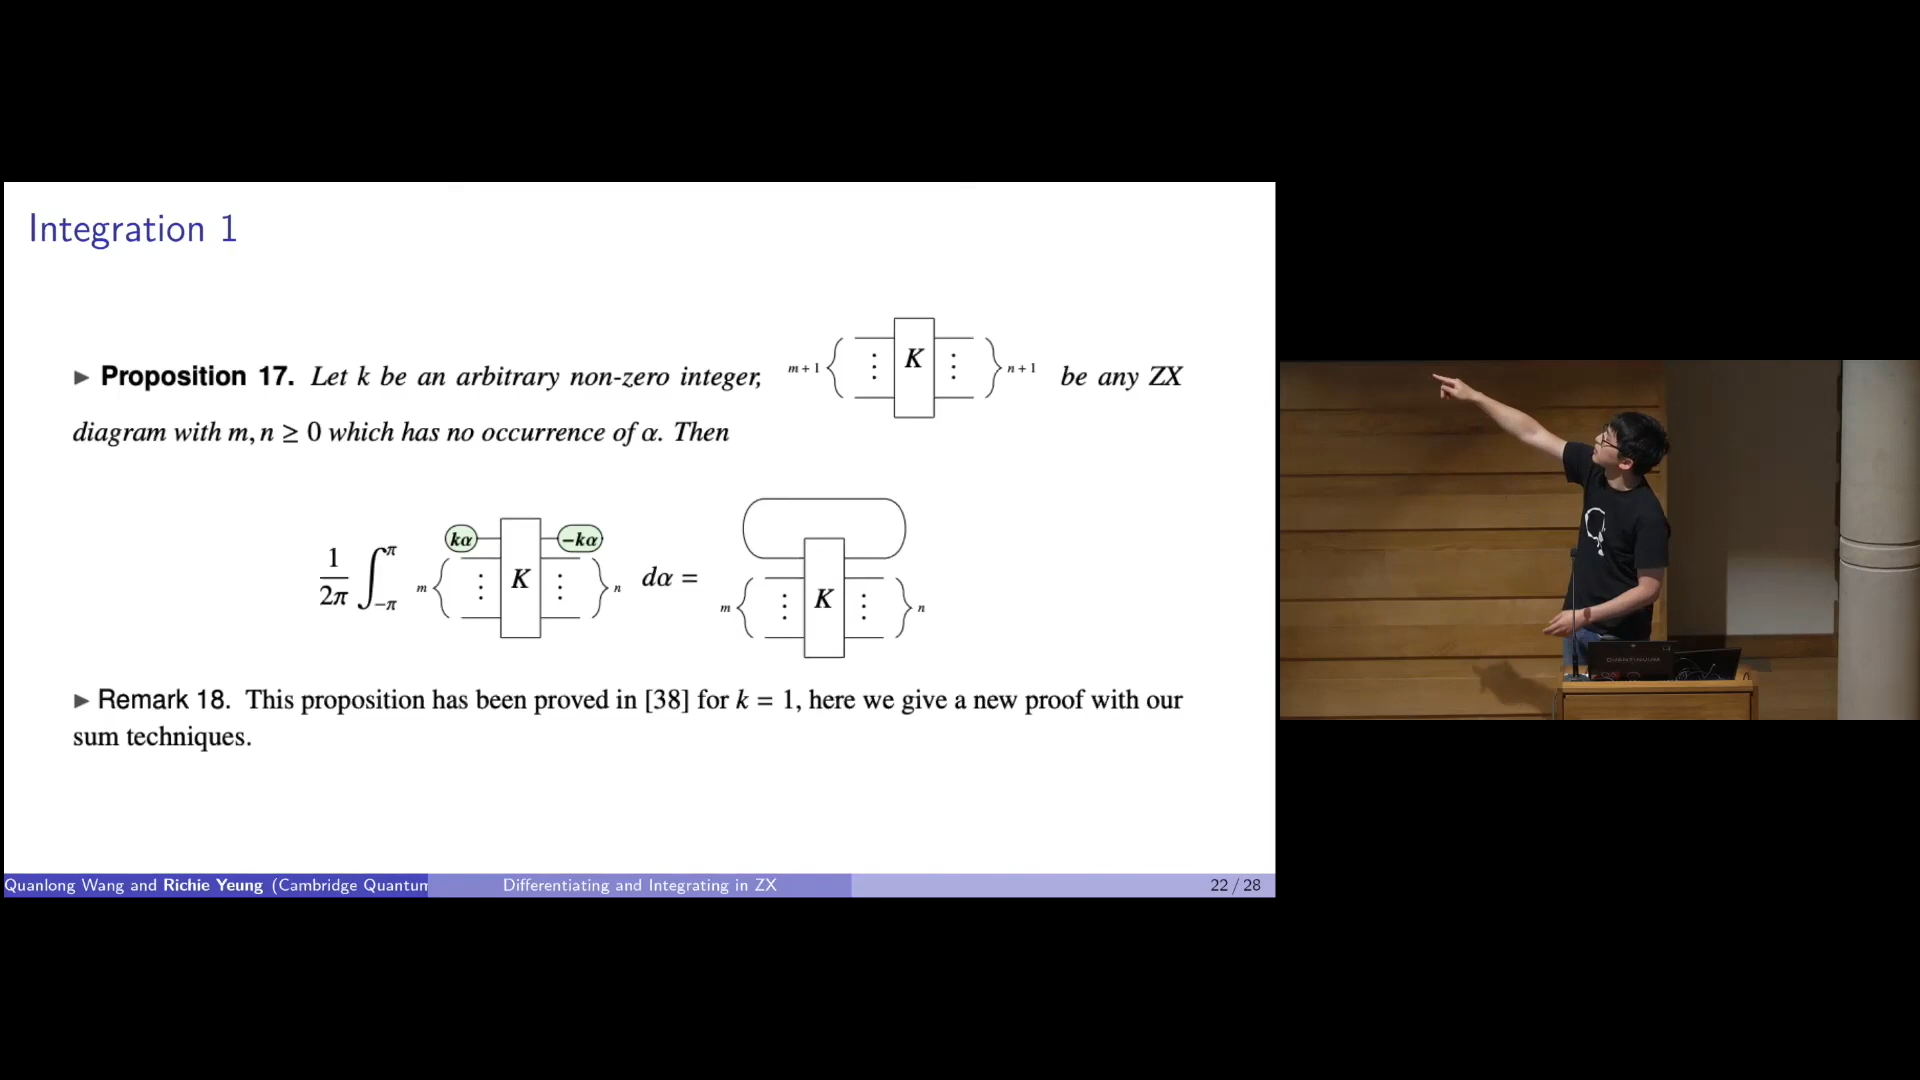 Integration 1
▶ Proposition 17. Let k be an arbitrary non-zero integer, m + 1 { ⋮ K ⋮ } n + 1 be any ZX
diagram with m, n ≥ 0 which has no occurrence of α. Then
1/2π ∫_{-π}^{π} kα −kα m { ⋮ K ⋮ } n dα = m { ⋮ K ⋮ } n
▶ Remark 18. This proposition has been proved in [38] for k = 1, here we give a new proof with our
sum techniques.
Quanlong Wang and Richie Yeung (Cambridge Quantum
Differentiating and Integrating in ZX
22 / 28
QUANTINUUM